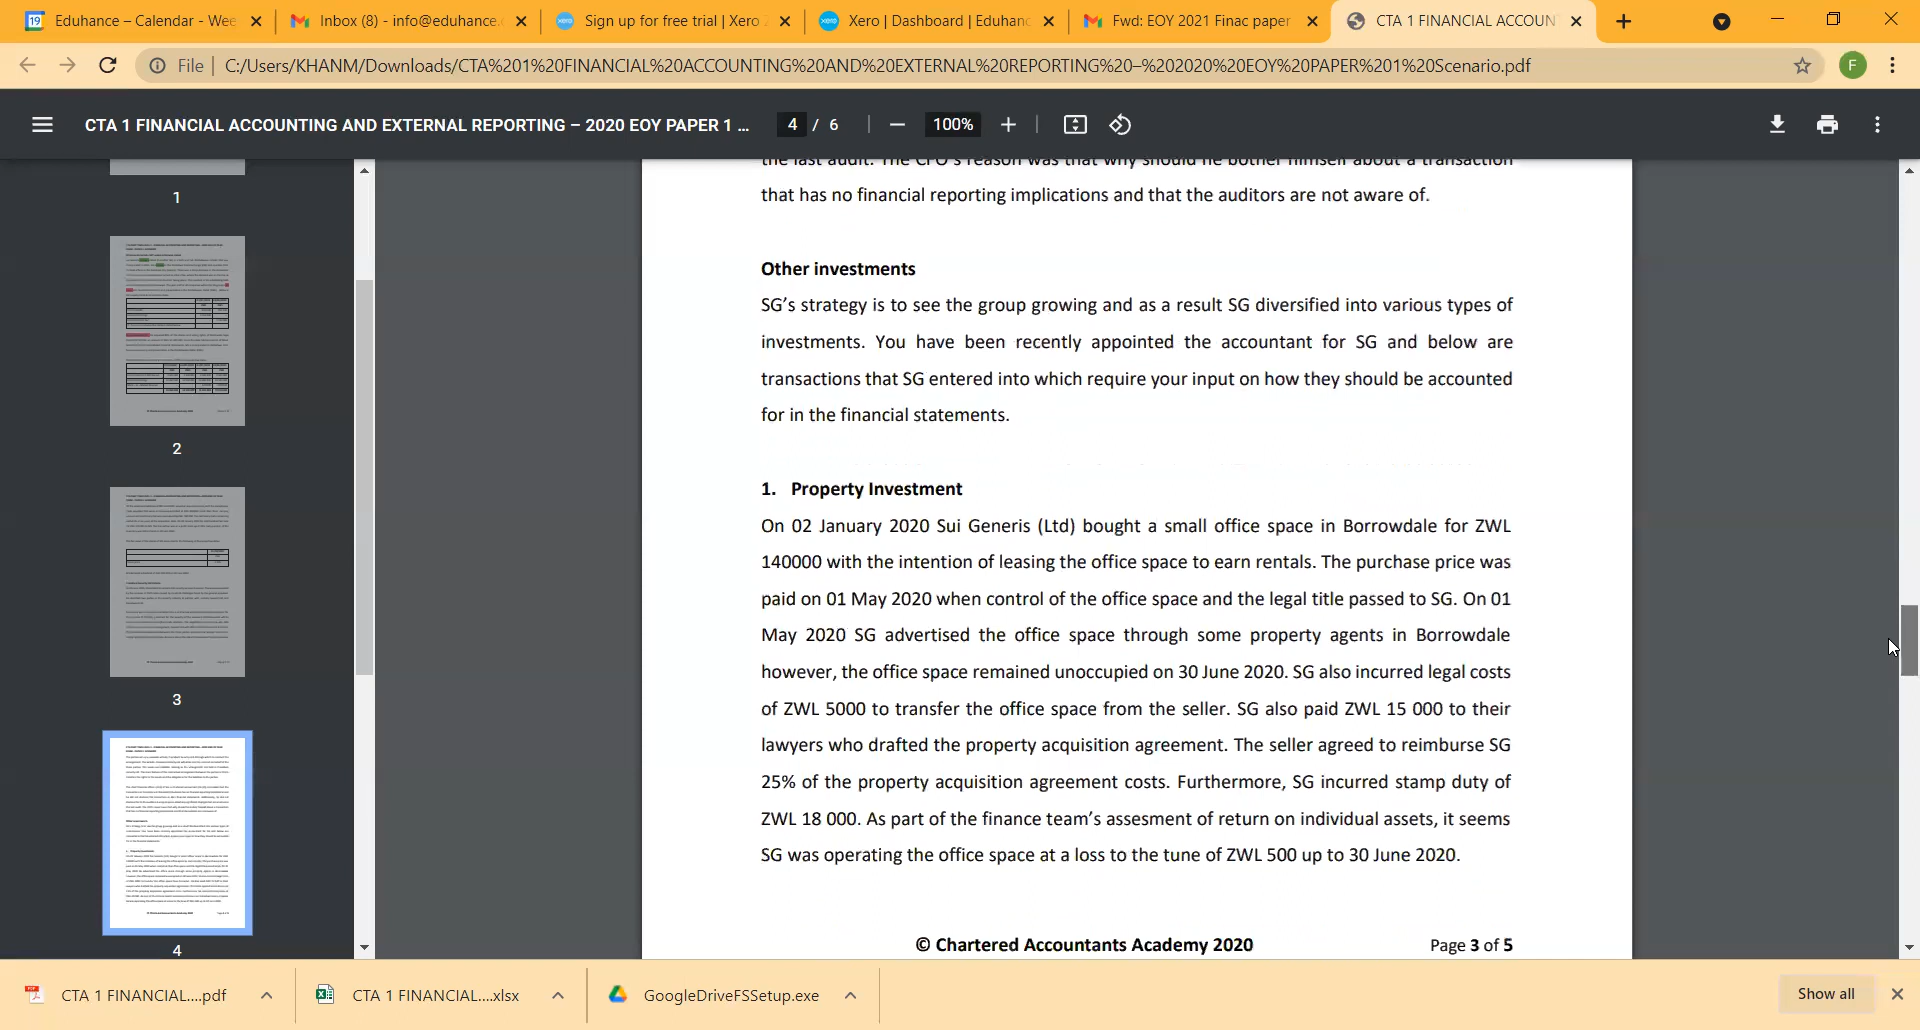 Eduhance – Calendar - Wee
Inbox (8) - info@eduhance.
Sign up for free trial | Xero Z
Xero | Dashboard | Eduhanc
Fwd: EOY 2021 Finac paper
CTA 1 FINANCIAL ACCOUN
File | C:/Users/KHANM/Downloads/CTA%201%20FINANCIAL%20ACCOUNTING%20AND%20EXTERNAL%20REPORTING%20–%202020%20EOY%20PAPER%201%20Scenario.pdf
F
CTA 1 FINANCIAL ACCOUNTING AND EXTERNAL REPORTING – 2020 EOY PAPER 1 ...
4 / 6
100%
1
2
3
4
the last audit. The CFO's reason was that why should he bother himself about a transaction
that has no financial reporting implications and that the auditors are not aware of.
Other investments
SG's strategy is to see the group growing and as a result SG diversified into various types of
investments. You have been recently appointed the accountant for SG and below are
transactions that SG entered into which require your input on how they should be accounted
for in the financial statements.
1. Property Investment
On 02 January 2020 Sui Generis (Ltd) bought a small office space in Borrowdale for ZWL
140000 with the intention of leasing the office space to earn rentals. The purchase price was
paid on 01 May 2020 when control of the office space and the legal title passed to SG. On 01
May 2020 SG advertised the office space through some property agents in Borrowdale
however, the office space remained unoccupied on 30 June 2020. SG also incurred legal costs
of ZWL 5000 to transfer the office space from the seller. SG also paid ZWL 15 000 to their
lawyers who drafted the property acquisition agreement. The seller agreed to reimburse SG
25% of the property acquisition agreement costs. Furthermore, SG incurred stamp duty of
ZWL 18 000. As part of the finance team's assesment of return on individual assets, it seems
SG was operating the office space at a loss to the tune of ZWL 500 up to 30 June 2020.
© Chartered Accountants Academy 2020
Page 3 of 5
CTA 1 FINANCIAL....pdf
CTA 1 FINANCIAL....xlsx
GoogleDriveFSSetup.exe
Show all